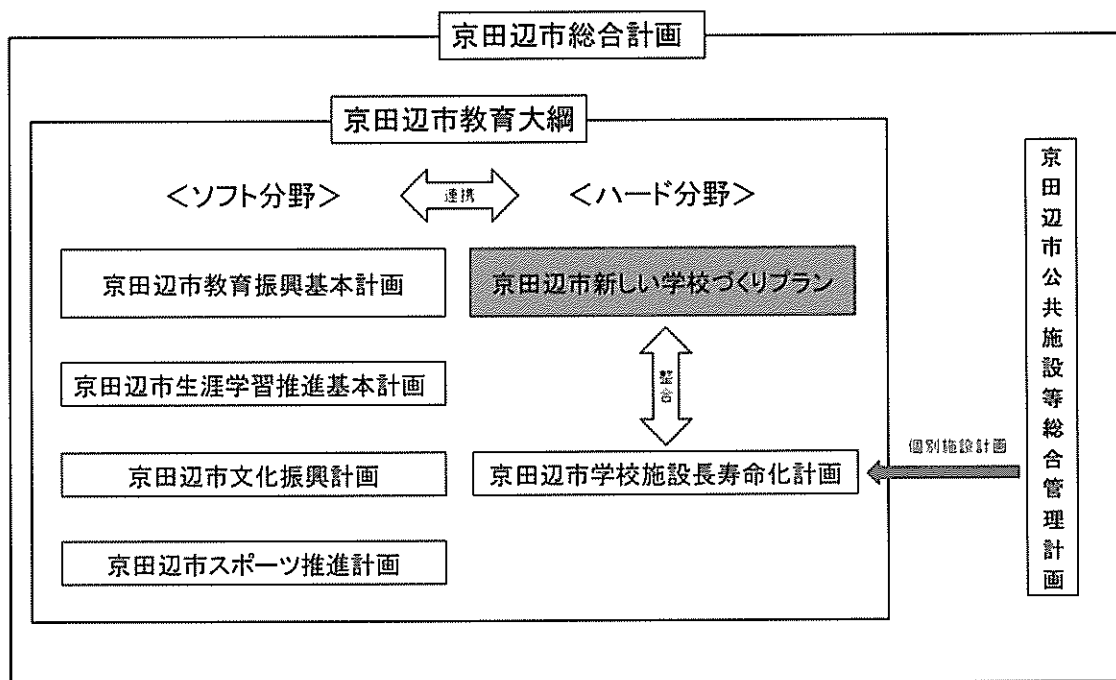 京田辺市総合計画
京田辺市教育大綱
＜ソフト分野＞
連携
＜ハード分野＞
京田辺市教育振興基本計画
京田辺市新しい学校づくりプラン
京田辺市生涯学習推進基本計画
整合
京田辺市文化振興計画
京田辺市学校施設長寿命化計画
京田辺市スポーツ推進計画
個別施設計画
京田辺市公共施設等総合管理計画